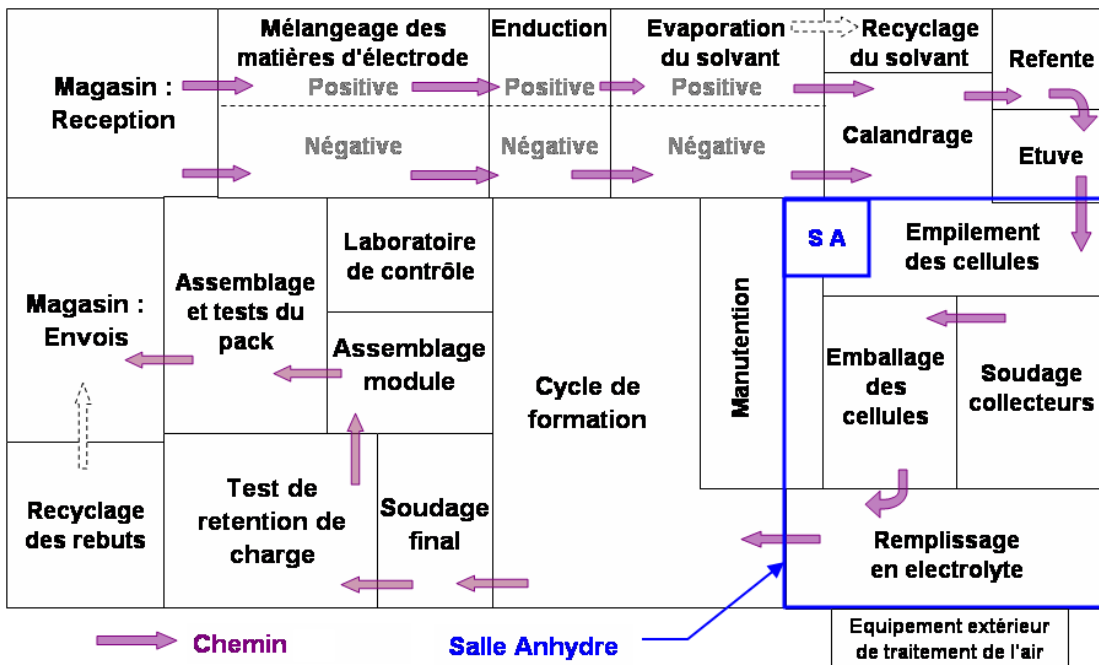 Magasin :
Reception
Mélangeage des
matières d'électrode
Positive
Négative
Enduction
Positive
Négative
Evaporation
du solvant
Positive
Négative
Recyclage
du solvant
Calandrage
Refente
Etuve
Magasin :
Envois
Assemblage
et tests du
pack
Laboratoire
de contrôle
Assemblage
module
Cycle de
formation
Manutention
S A
Empilement
des cellules
Emballage
des
cellules
Soudage
collecteurs
Recyclage
des rebuts
Test de
retention de
charge
Soudage
final
Remplissage
en electrolyte
Chemin
Salle Anhydre
Equipement extérieur
de traitement de l'air